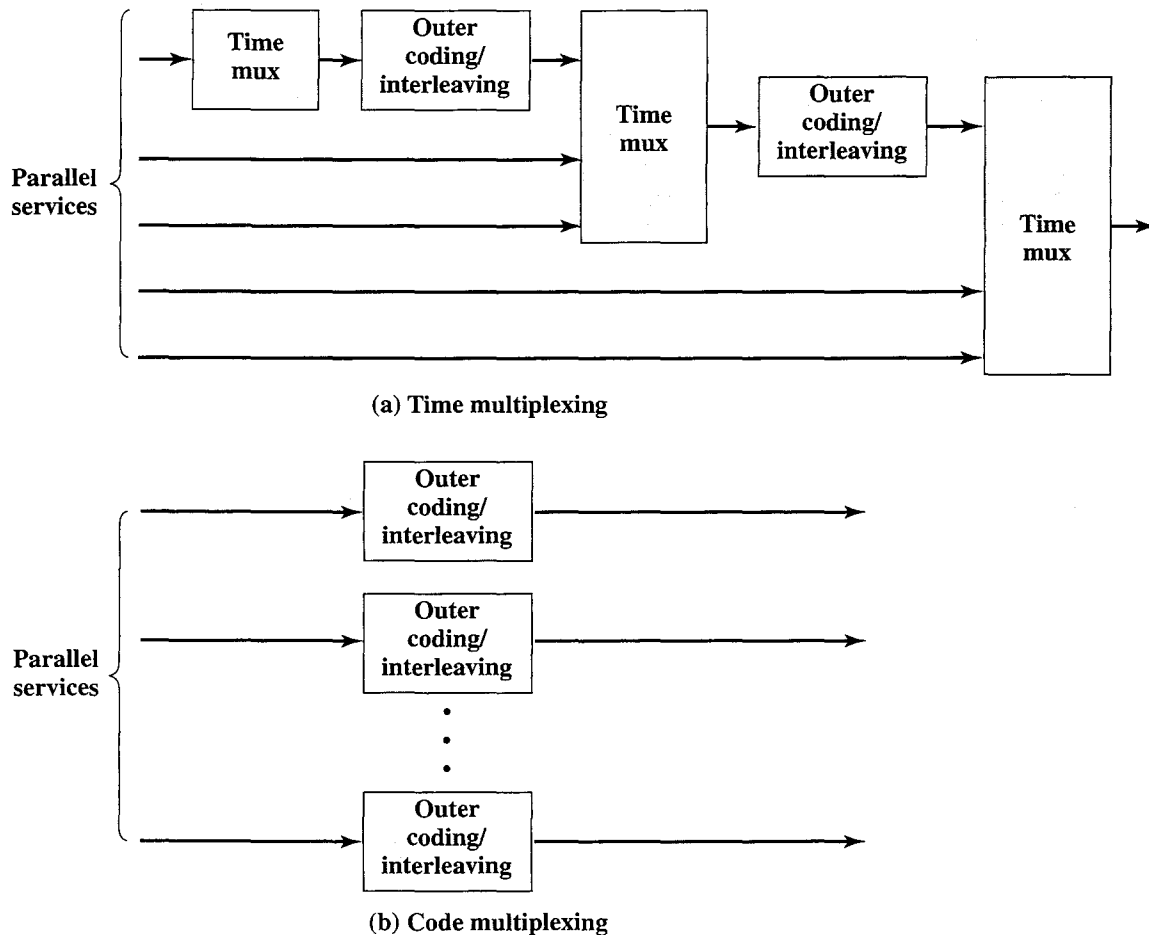 Time
mux
Outer
coding/
interleaving
Time
mux
Outer
coding/
interleaving
Time
mux
Parallel
services
(a) Time multiplexing
Outer
coding/
interleaving
Outer
coding/
interleaving
Parallel
services
Outer
coding/
interleaving
(b) Code multiplexing